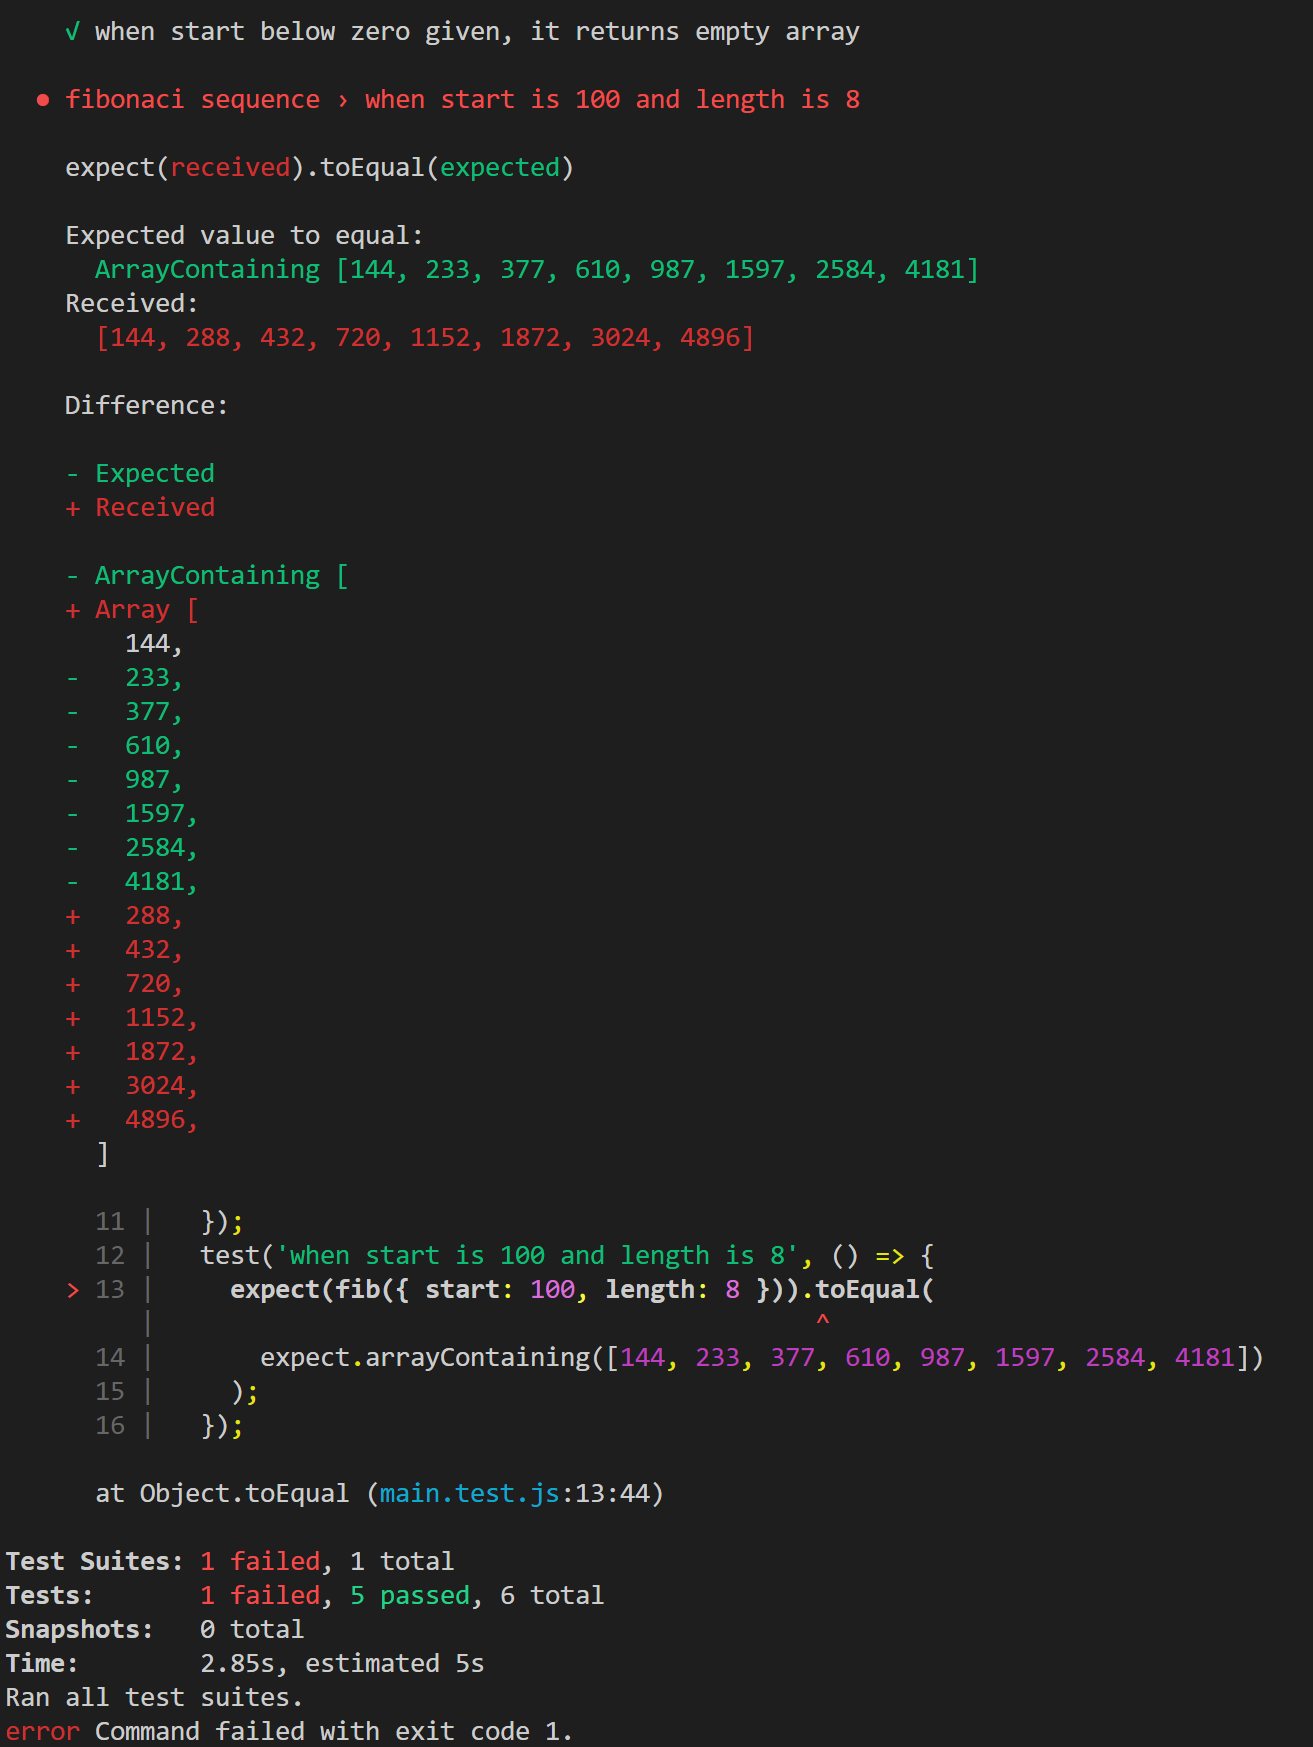 √ when start below zero given, it returns empty array
● fibonaci sequence › when start is 100 and length is 8
expect(received).toEqual(expected)
Expected value to equal:
ArrayContaining [144, 233, 377, 610, 987, 1597, 2584, 4181]
Received:
[144, 288, 432, 720, 1152, 1872, 3024, 4896]
Difference:
- Expected
+ Received
- ArrayContaining [
+ Array [
144,
- 233,
- 377,
- 610,
- 987,
- 1597,
- 2584,
- 4181,
+ 288,
+ 432,
+ 720,
+ 1152,
+ 1872,
+ 3024,
+ 4896,
]
11 | });
12 | test('when start is 100 and length is 8', () => {
> 13 | expect(fib({ start: 100, length: 8 })).toEqual(
| ^
14 | expect.arrayContaining([144, 233, 377, 610, 987, 1597, 2584, 4181])
15 | );
16 | });
at Object.toEqual (main.test.js:13:44)
Test Suites: 1 failed, 1 total
Tests: 1 failed, 5 passed, 6 total
Snapshots: 0 total
Time: 2.85s, estimated 5s
Ran all test suites.
error Command failed with exit code 1.